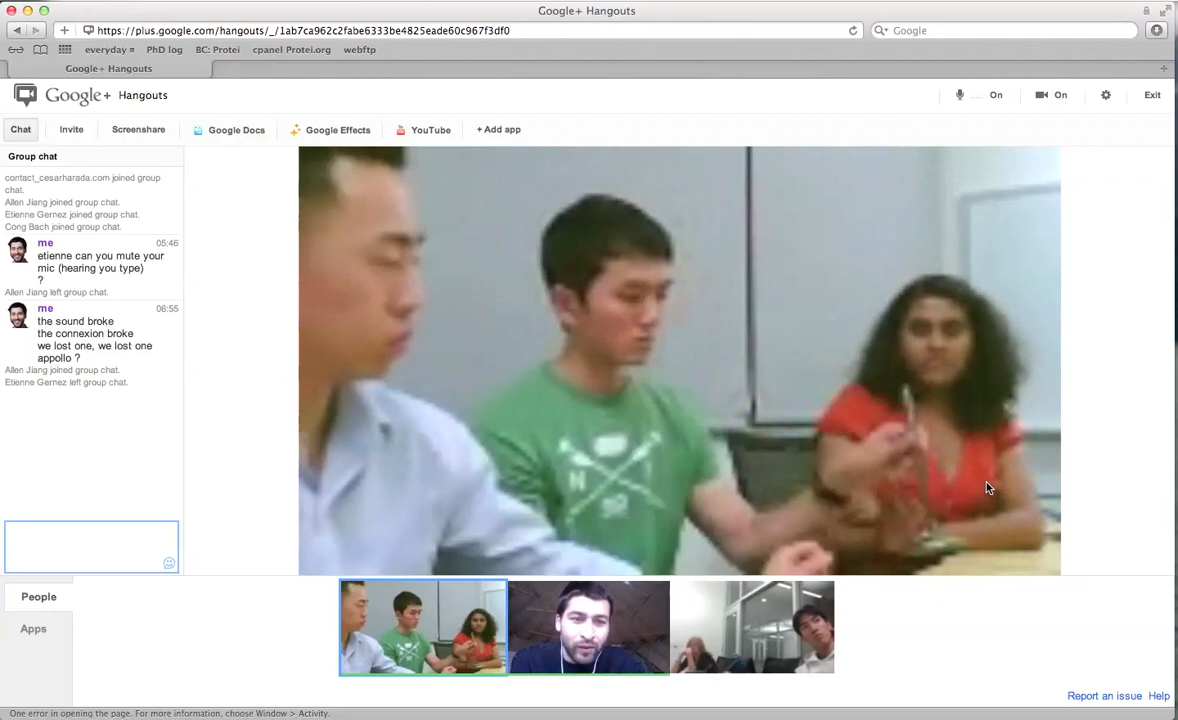 Google+ Hangouts
https://plus.google.com/hangouts/_/1ab7ca962c2fabe6333be4825eade60c967f3df0
Google
everyday
PhD log
BC: Protei
cpanel Protei.org
webftp
Google+ Hangouts
Google+ Hangouts
On
On
Exit
Chat
Invite
Screenshare
Google Docs
Google Effects
YouTube
+ Add app
Group chat
contact_cesarharada.com joined group
chat.
Allen Jiang joined group chat.
Etienne Gernez joined group chat.
Cong Bach joined group chat.
me 05:46
etienne can you mute your
mic (hearing you type)
?
Allen Jiang left group chat.
me 06:55
the sound broke
the connexion broke
we lost one, we lost one
appollo ?
Allen Jiang joined group chat.
Etienne Gernez left group chat.
People
Apps
Report an issue
Help
One error in opening the page. For more information, choose Window > Activity.